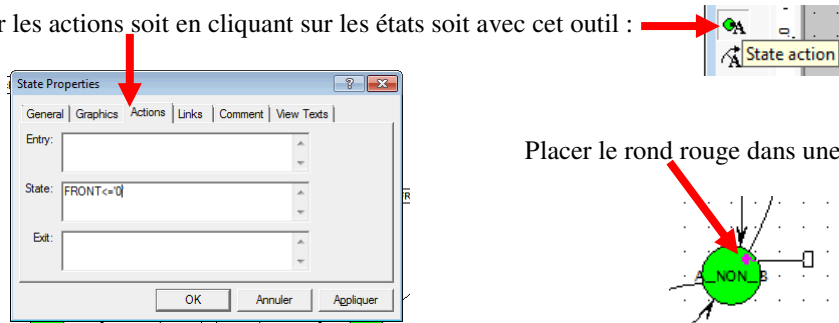 r les actions soit en cliquant sur les états soit avec cet outil :
A
A State action
State Properties
General Graphics Actions Links Comment View Texts
Entry:
State: FRONT<='0
Exit:
OK Annuler Appliquer
Placer le rond rouge dans une
A_NON_B